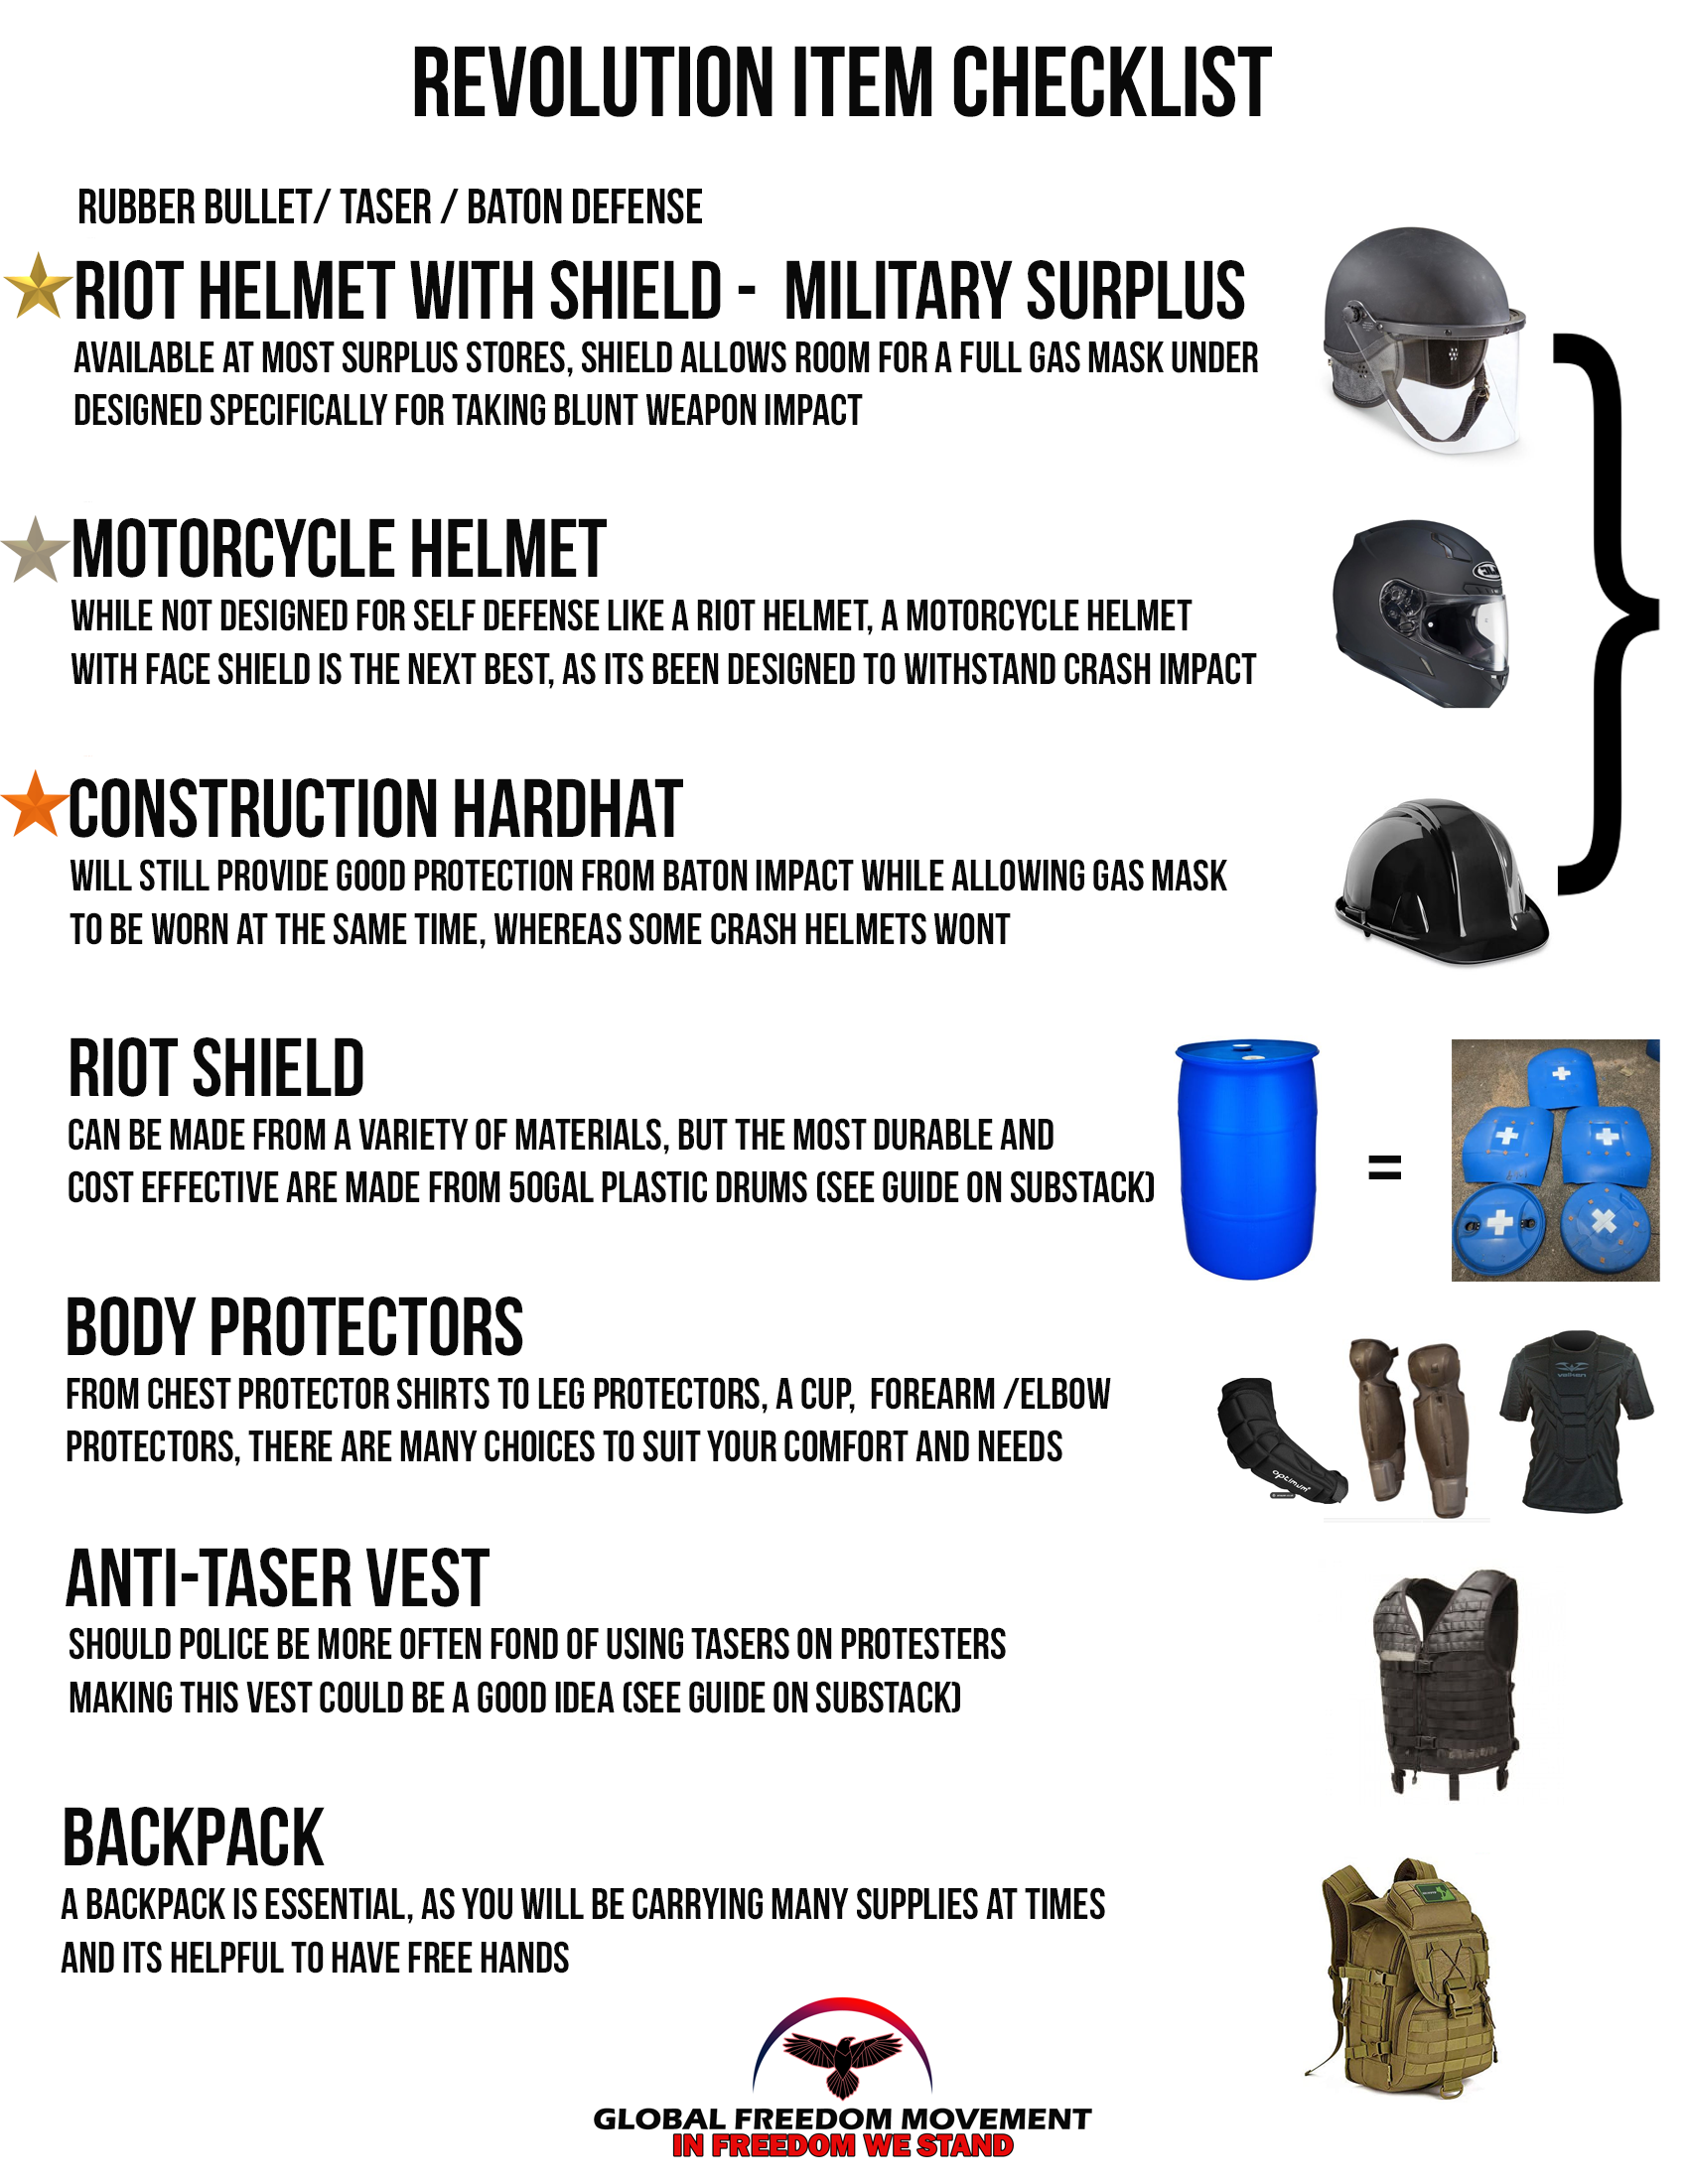 REVOLUTION ITEM CHECKLIST
RUBBER BULLET/ TASER / BATON DEFENSE
RIOT HELMET WITH SHIELD - MILITARY SURPLUS
AVAILABLE AT MOST SURPLUS STORES, SHIELD ALLOWS ROOM FOR A FULL GAS MASK UNDER
DESIGNED SPECIFICALLY FOR TAKING BLUNT WEAPON IMPACT
MOTORCYCLE HELMET
WHILE NOT DESIGNED FOR SELF DEFENSE LIKE A RIOT HELMET, A MOTORCYCLE HELMET
WITH FACE SHIELD IS THE NEXT BEST, AS ITS BEEN DESIGNED TO WITHSTAND CRASH IMPACT
CONSTRUCTION HARDHAT
WILL STILL PROVIDE GOOD PROTECTION FROM BATON IMPACT WHILE ALLOWING GAS MASK
TO BE WORN AT THE SAME TIME, WHEREAS SOME CRASH HELMETS WONT
RIOT SHIELD
CAN BE MADE FROM A VARIETY OF MATERIALS, BUT THE MOST DURABLE AND
COST EFFECTIVE ARE MADE FROM 50GAL PLASTIC DRUMS (SEE GUIDE ON SUBSTACK)
=
BODY PROTECTORS
FROM CHEST PROTECTOR SHIRTS TO LEG PROTECTORS, A CUP, FOREARM /ELBOW
PROTECTORS, THERE ARE MANY CHOICES TO SUIT YOUR COMFORT AND NEEDS
optimum
valken
ANTI-TASER VEST
SHOULD POLICE BE MORE OFTEN FOND OF USING TASERS ON PROTESTERS
MAKING THIS VEST COULD BE A GOOD IDEA (SEE GUIDE ON SUBSTACK)
BACKPACK
A BACKPACK IS ESSENTIAL, AS YOU WILL BE CARRYING MANY SUPPLIES AT TIMES
AND ITS HELPFUL TO HAVE FREE HANDS
GLOBAL FREEDOM MOVEMENT
IN FREEDOM WE STAND